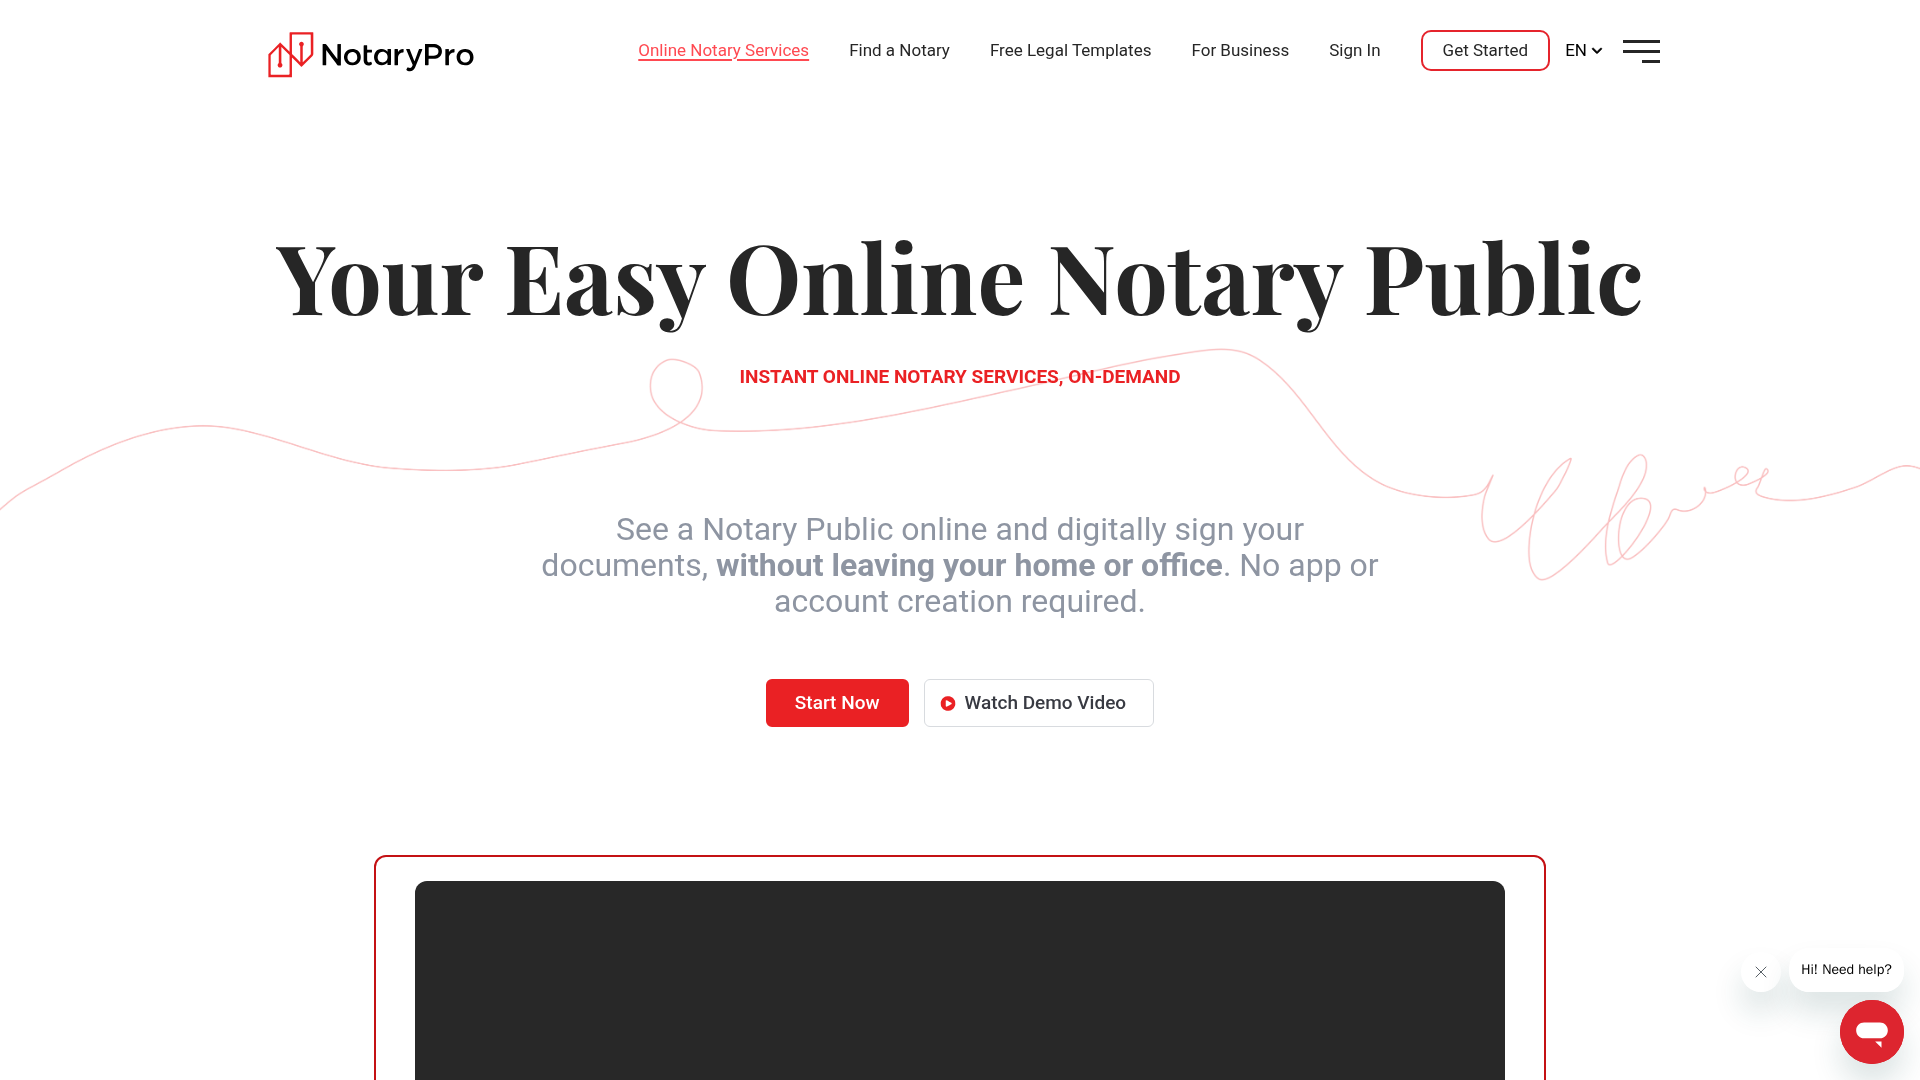 NotaryPro
Online Notary Services
Find a Notary
Free Legal Templates
For Business
Sign In
Get Started
EN
Your Easy Online Notary Public
INSTANT ONLINE NOTARY SERVICES, ON-DEMAND
See a Notary Public online and digitally sign your
documents, without leaving your home or office. No app or
account creation required.
Start Now
Watch Demo Video
Hi! Need help?